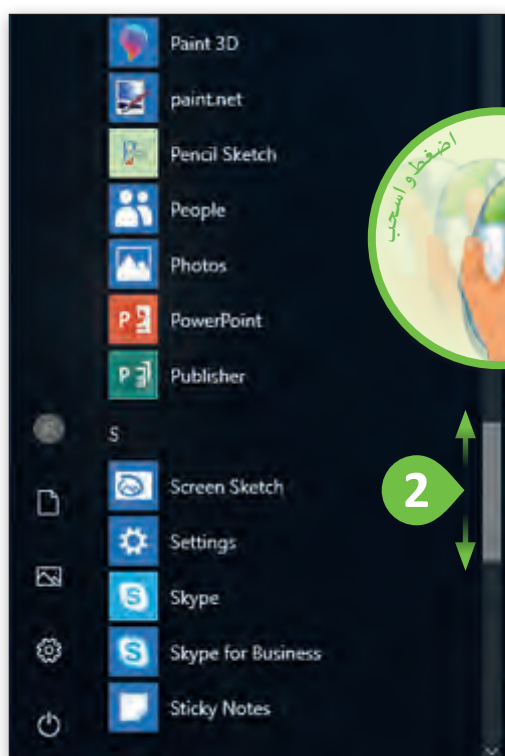 Paint 3D
paint.net
Pencil Sketch
اضغط واسحب
People
Photos
PowerPoint
Publisher
S
Screen Sketch
2
Settings
Skype
Skype for Business
Sticky Notes